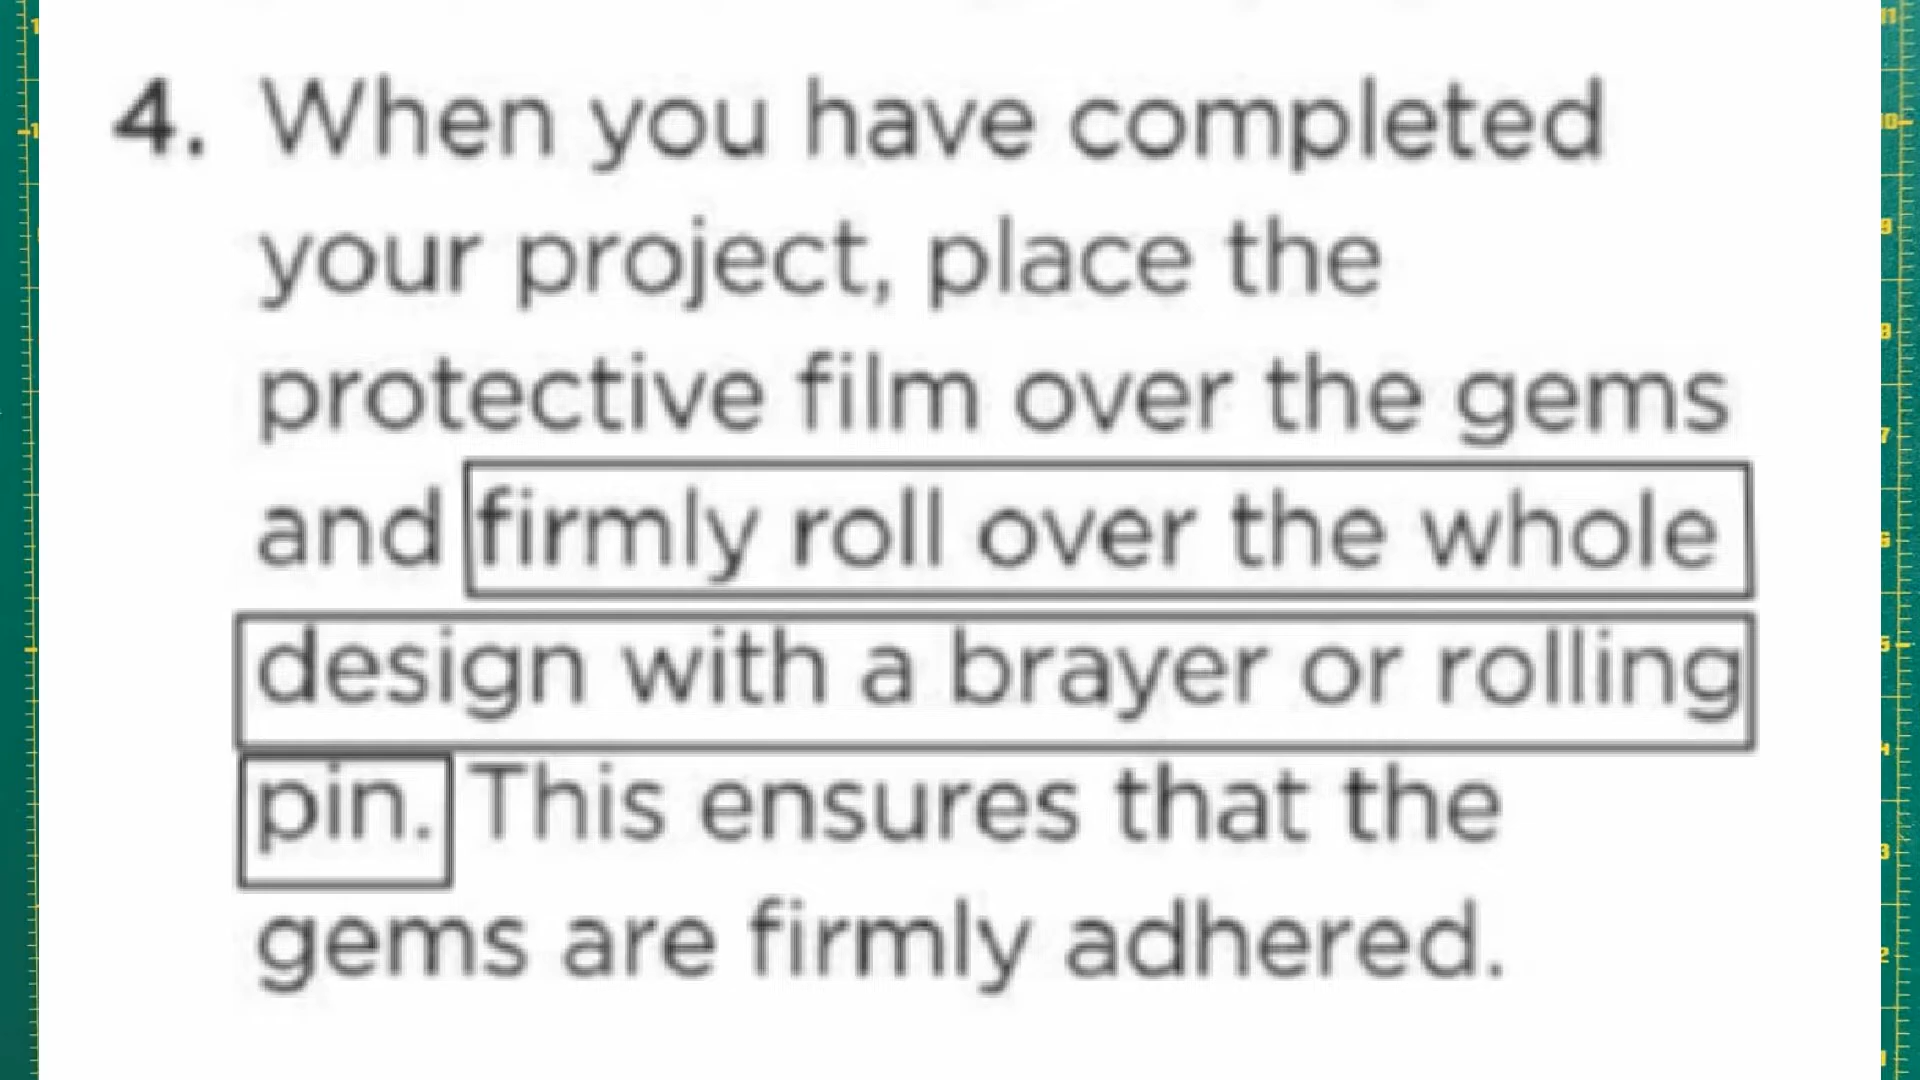 4. When you have completed
your project, place the
protective film over the gems
and firmly roll over the whole
design with a brayer or rolling
pin. This ensures that the
gems are firmly adhered.